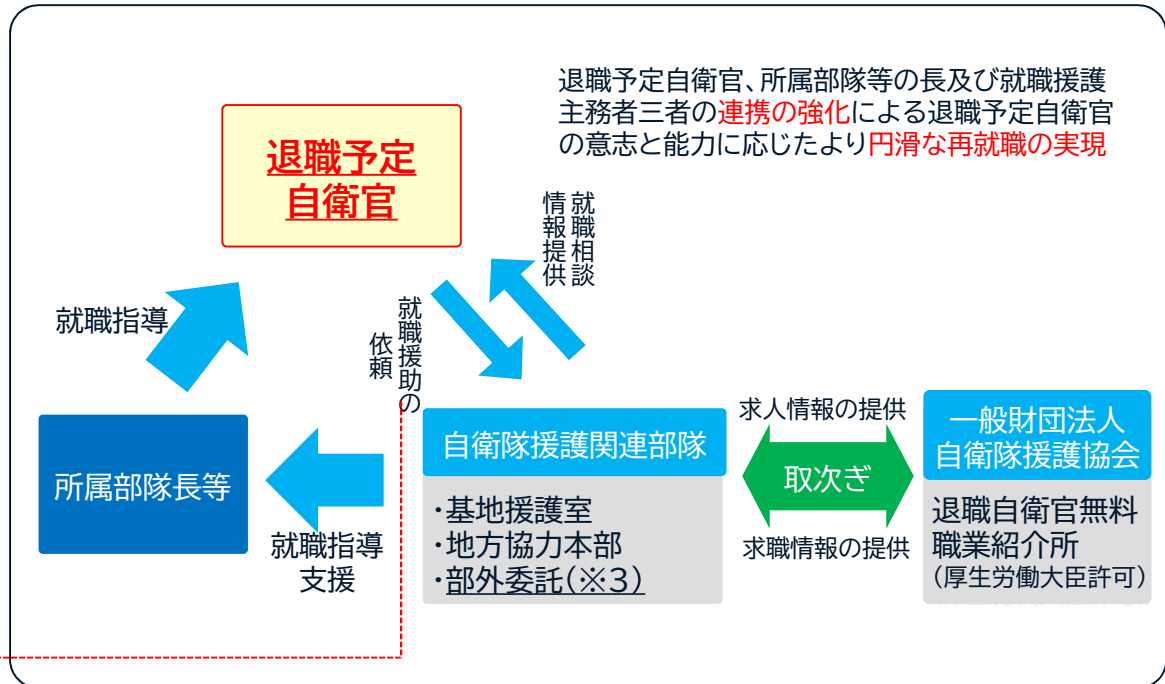 退職予定自衛官、所属部隊等の長及び就職援護
主務者三者の連携の強化による退職予定自衛官
の意志と能力に応じたより円滑な再就職の実現
退職予定
自衛官
就職相談
情報提供
就職指導
就職援助の
依頼
所属部隊長等
就職指導
支援
自衛隊援護関連部隊
・基地援護室
・地方協力本部
・部外委託(※3)
求人情報の提供
取次ぎ
求職情報の提供
一般財団法人
自衛隊援護協会
退職自衛官無料
職業紹介所
(厚生労働大臣許可)